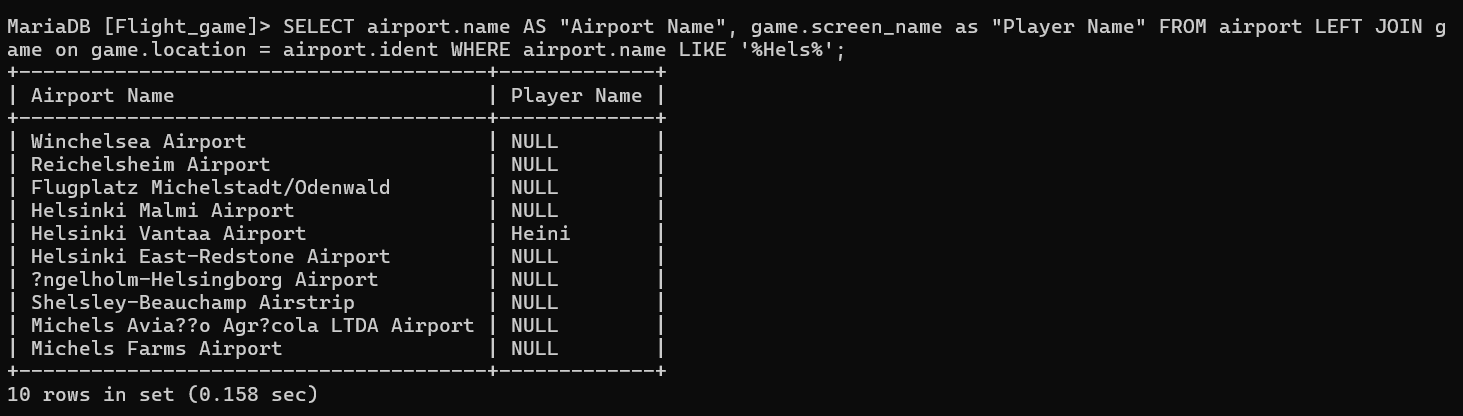 MariaDB [Flight_game]> SELECT airport.name AS "Airport Name", game.screen_name as "Player Name" FROM airport LEFT JOIN g
ame on game.location = airport.ident WHERE airport.name LIKE '%Hels%';
+---------------------------------------+-------------+
| Airport Name                          | Player Name |
+---------------------------------------+-------------+
| Winchelsea Airport                    | NULL        |
| Reichelsheim Airport                  | NULL        |
| Flugplatz Michelstadt/Odenwald        | NULL        |
| Helsinki Malmi Airport                | NULL        |
| Helsinki Vantaa Airport               | Heini       |
| Helsinki East-Redstone Airport        | NULL        |
| ?ngelholm-Helsingborg Airport         | NULL        |
| Shelsley-Beauchamp Airstrip           | NULL        |
| Michels Avia??o Agr?cola LTDA Airport | NULL        |
| Michels Farms Airport                 | NULL        |
+---------------------------------------+-------------+
10 rows in set (0.158 sec)